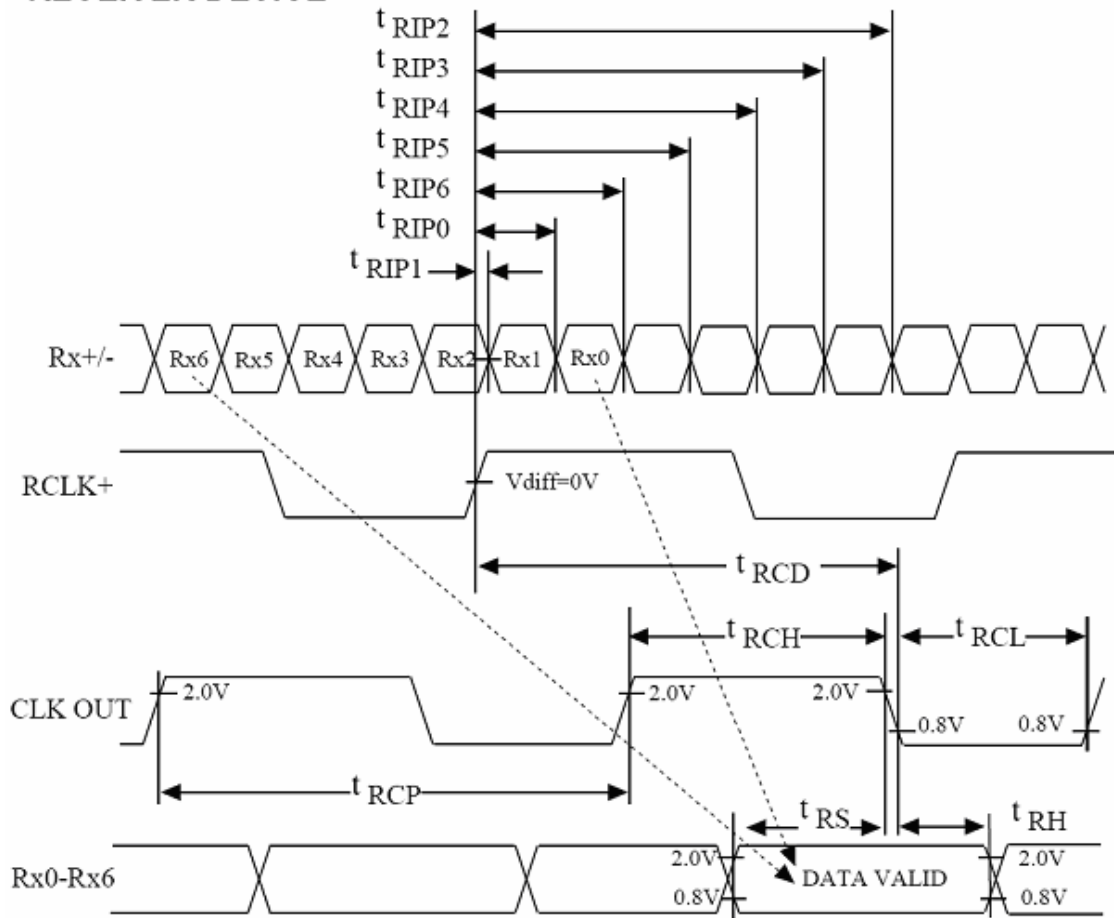 t RIP2
t RIP3
t RIP4
t RIP5
t RIP6
t RIP0
t RIP1
Rx+/- Rx6 Rx5 Rx4 Rx3 Rx2 Rx1 Rx0
RCLK+ Vdiff=0V
t RCD
t RCH t RCL
CLK OUT 2.0V 2.0V 2.0V 0.8V 0.8V
t RCP
t RS t RH
Rx0-Rx6 2.0V 0.8V DATA VALID 2.0V 0.8V